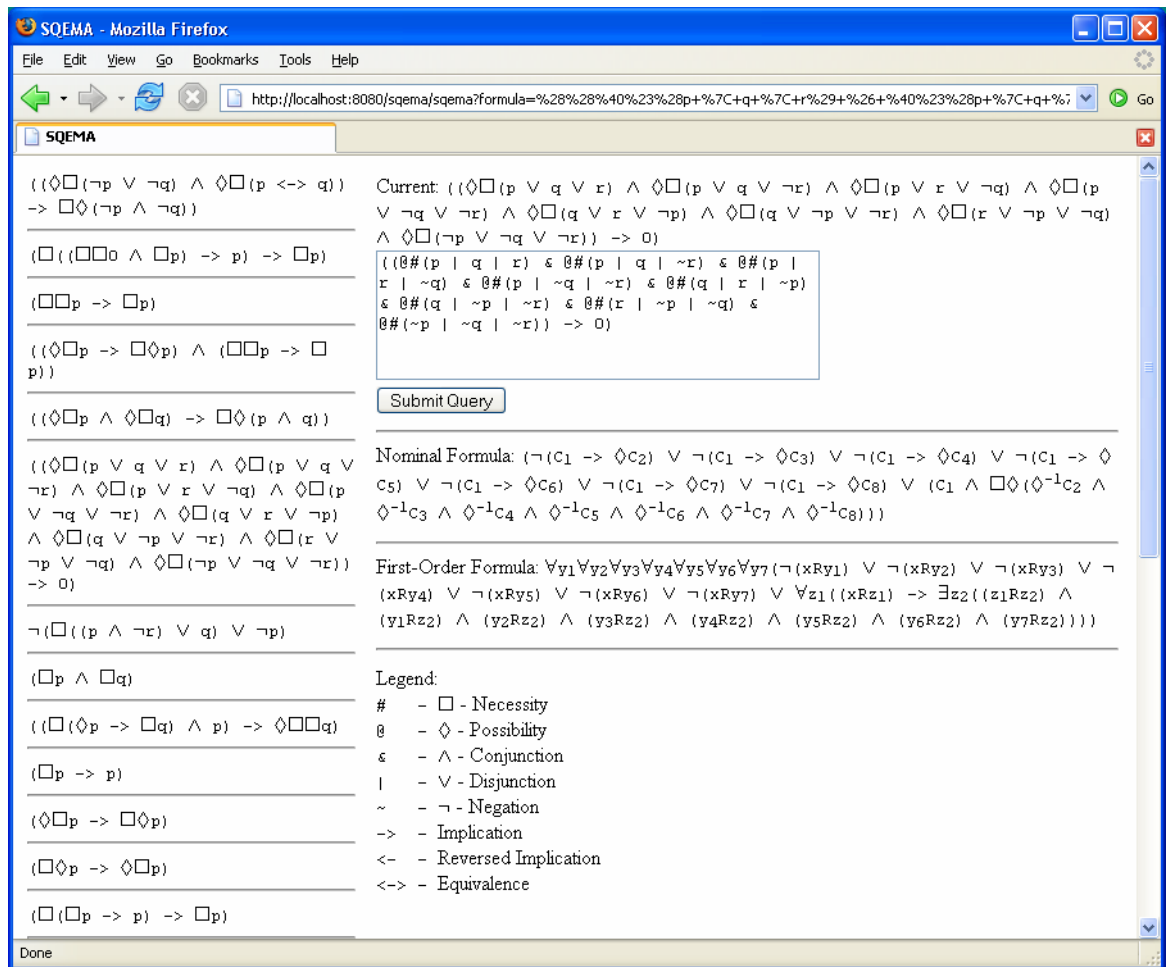 SQEMA - Mozilla Firefox
File Edit View Go Bookmarks Tools Help
http://localhost:8080/sqema/sqema?formula=%28%28%40%23%28p+%7C+q+%7C+r%29+%26+%40%23%28p+%7C+q+%7 Go
SQEMA
((◊□(¬p ∨ ¬q) ∧ ◊□(p <-> q))
-> □◊(¬p ∧ ¬q))
(□((□□0 ∧ □p) -> p) -> □p)
(□□p -> □p)
((◊□p -> □◊p) ∧ (□□p -> □
p))
((◊□p ∧ ◊□q) -> □◊(p ∧ q))
((◊□(p ∨ q ∨ r) ∧ ◊□(p ∨ q ∨
¬r) ∧ ◊□(p ∨ r ∨ ¬q) ∧ ◊□(p
∨ ¬q ∨ ¬r) ∧ ◊□(q ∨ r ∨ ¬p)
∧ ◊□(q ∨ ¬p ∨ ¬r) ∧ ◊□(r ∨
¬p ∨ ¬q) ∧ ◊□(¬p ∨ ¬q ∨ ¬r))
-> 0)
¬(□((p ∧ ¬r) ∨ q) ∨ ¬p)
(□p ∧ □q)
((□(◊p -> □q) ∧ p) -> ◊□□q)
(□p -> p)
(◊□p -> □◊p)
(□◊p -> ◊□p)
(□(□p -> p) -> □p)
Current: ((◊□(p ∨ q ∨ r) ∧ ◊□(p ∨ q ∨ ¬r) ∧ ◊□(p ∨ r ∨ ¬q) ∧ ◊□(p
∨ ¬q ∨ ¬r) ∧ ◊□(q ∨ r ∨ ¬p) ∧ ◊□(q ∨ ¬p ∨ ¬r) ∧ ◊□(r ∨ ¬p ∨ ¬q)
∧ ◊□(¬p ∨ ¬q ∨ ¬r)) -> 0)
((@#(p | q | r) & @#(p | q | ~r) & @#(p |
r | ~q) & @#(p | ~q | ~r) & @#(q | r | ~p)
& @#(q | ~p | ~r) & @#(r | ~p | ~q) &
@#(~p | ~q | ~r)) -> 0)
Submit Query
Nominal Formula: (¬(C₁ -> ◊C₂) ∨ ¬(C₁ -> ◊C₃) ∨ ¬(C₁ -> ◊C₄) ∨ ¬(C₁ -> ◊
C₅) ∨ ¬(C₁ -> ◊C₆) ∨ ¬(C₁ -> ◊C₇) ∨ ¬(C₁ -> ◊C₈) ∨ (C₁ ∧ □◊(◊⁻¹C₂ ∧
◊⁻¹C₃ ∧ ◊⁻¹C₄ ∧ ◊⁻¹C₅ ∧ ◊⁻¹C₆ ∧ ◊⁻¹C₇ ∧ ◊⁻¹C₈)))
First-Order Formula: ∀y₁∀y₂∀y₃∀y₄∀y₅∀y₆∀y₇(¬(xRy₁) ∨ ¬(xRy₂) ∨ ¬(xRy₃) ∨ ¬
(xRy₄) ∨ ¬(xRy₅) ∨ ¬(xRy₆) ∨ ¬(xRy₇) ∨ ∀z₁((xRz₁) -> ∃z₂((z₁Rz₂) ∧
(y₁Rz₂) ∧ (y₂Rz₂) ∧ (y₃Rz₂) ∧ (y₄Rz₂) ∧ (y₅Rz₂) ∧ (y₆Rz₂) ∧ (y₇Rz₂))))
Legend:
# - □ - Necessity
@ - ◊ - Possibility
& - ∧ - Conjunction
| - ∨ - Disjunction
~ - ¬ - Negation
-> - Implication
<- - Reversed Implication
<-> - Equivalence
Done